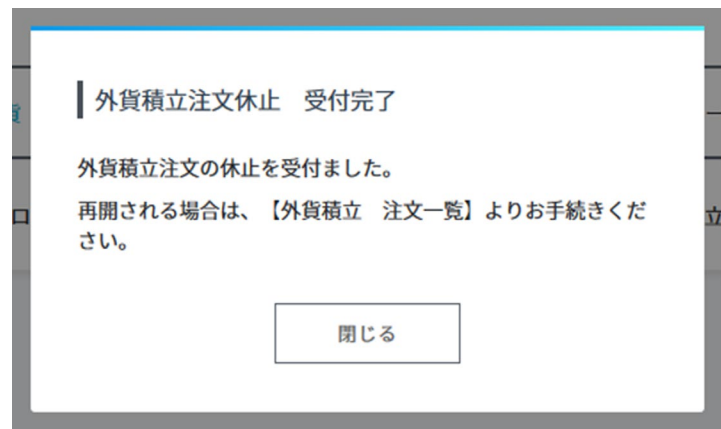 外貨積立注文休止　受付完了
外貨積立注文の休止を受付ました。
再開される場合は、【外貨積立　注文一覧】よりお手続きくだ
さい。
閉じる